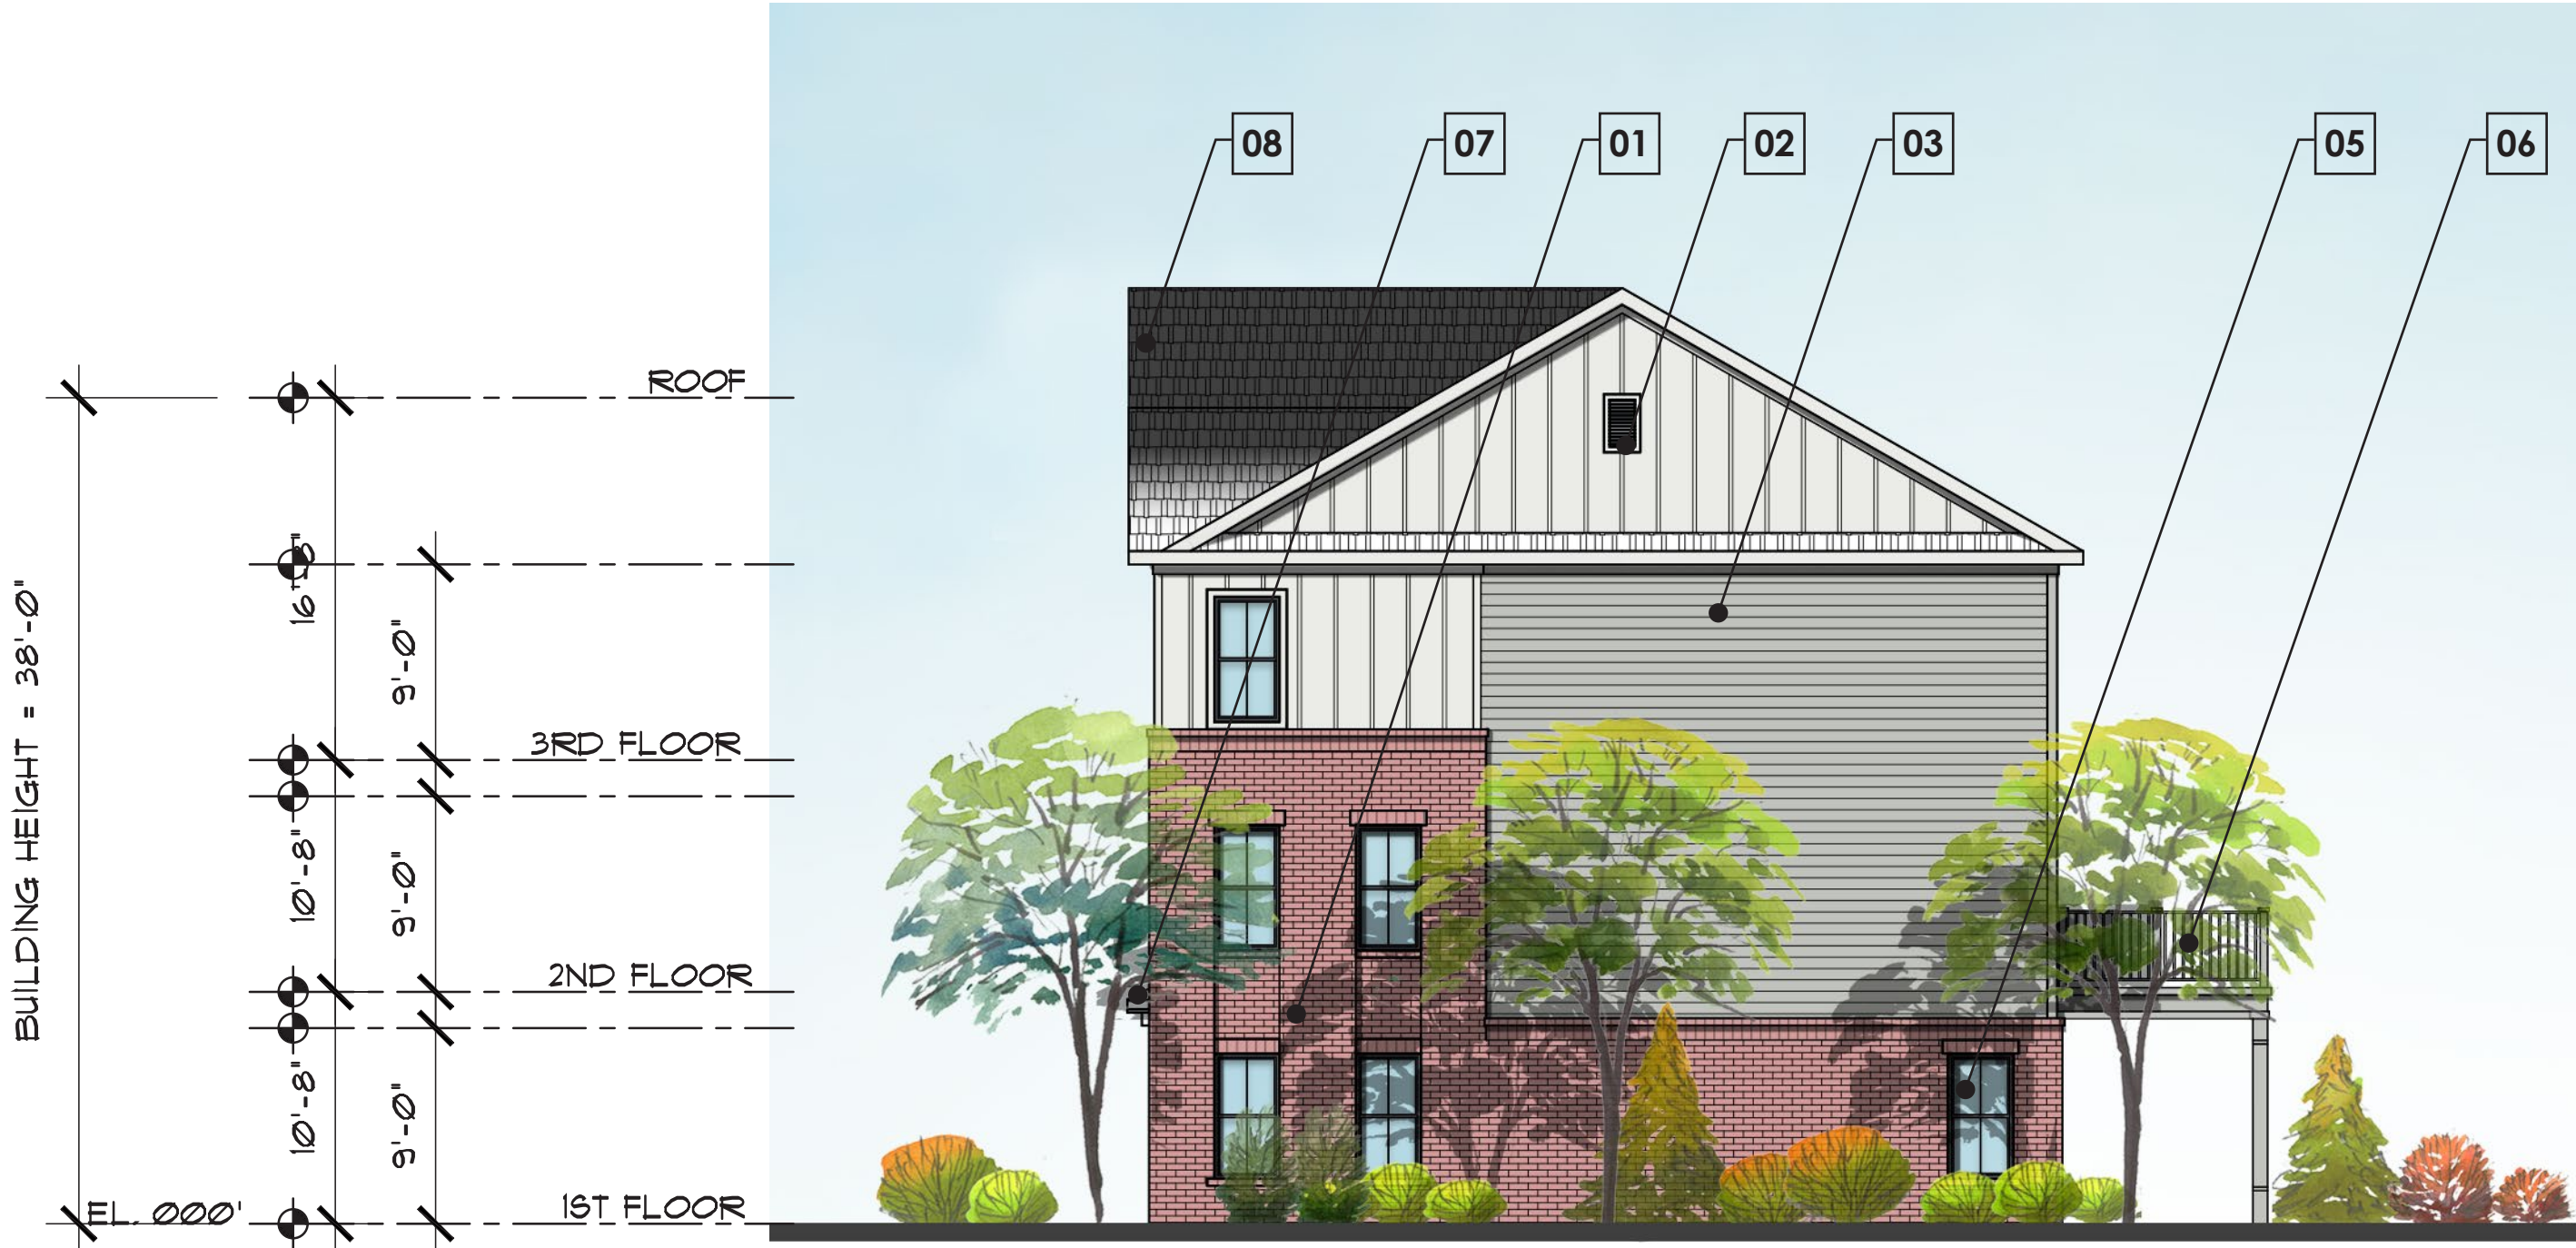 08
07
01
02
03
05
06
ROOF
16'-8"
9'-0"
3RD FLOOR
BUILDING HEIGHT = 38'-0"
10'-8"
9'-0"
2ND FLOOR
10'-8"
9'-0"
1ST FLOOR
EL. 000'